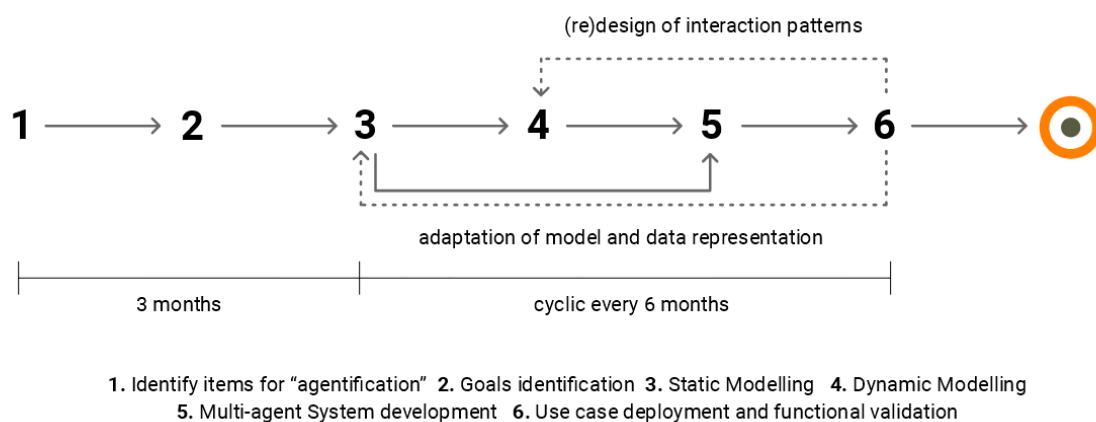 (re)design of interaction patterns
1 2 3 4 5 6
adaptation of model and data representation
3 months cyclic every 6 months
1. Identify items for “agentification” 2. Goals identification 3. Static Modelling 4. Dynamic Modelling
5. Multi-agent System development 6. Use case deployment and functional validation